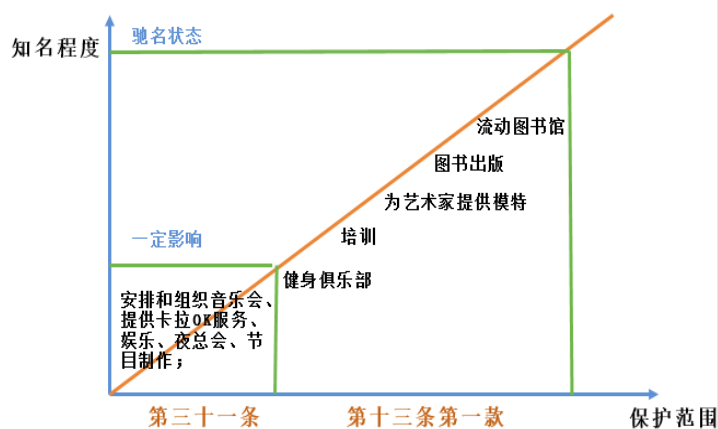 驰名状态
知名程度
流动图书馆
图书出版
为艺术家提供模特
培训
一定影响
健身俱乐部
安排和组织音乐会、
提供卡拉OK服务、
娱乐、夜总会、节
目制作；
第三十一条
第十三条第一款
保护范围